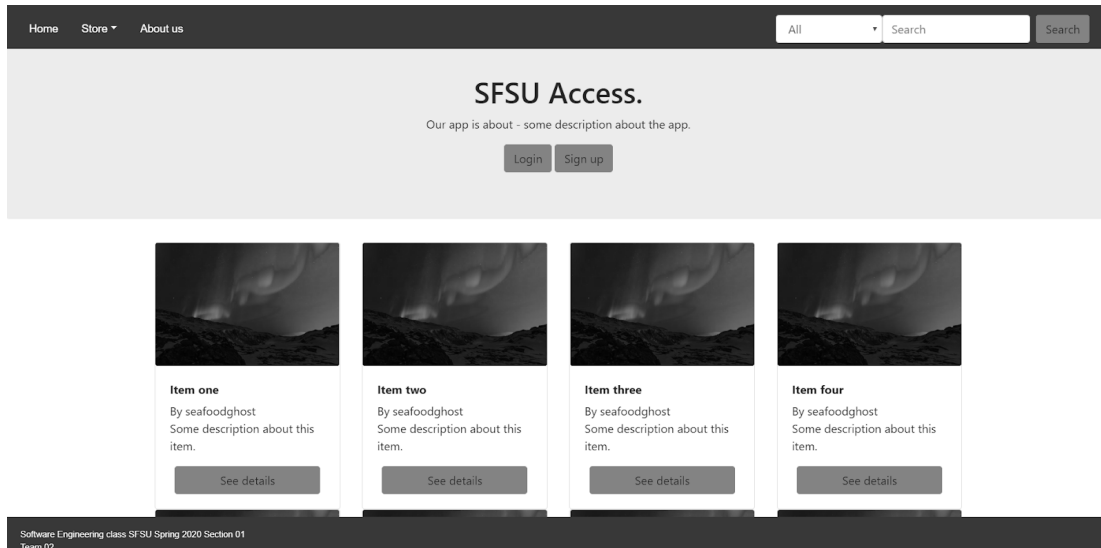 Home Store About us All Search Search
SFSU Access.
Our app is about - some description about the app.
Login Sign up
Item one
By seafoodghost
Some description about this
item.
See details
Item two
By seafoodghost
Some description about this
item.
See details
Item three
By seafoodghost
Some description about this
item.
See details
Item four
By seafoodghost
Some description about this
item.
See details
Software Engineering class SFSU Spring 2020 Section 01
Team 02